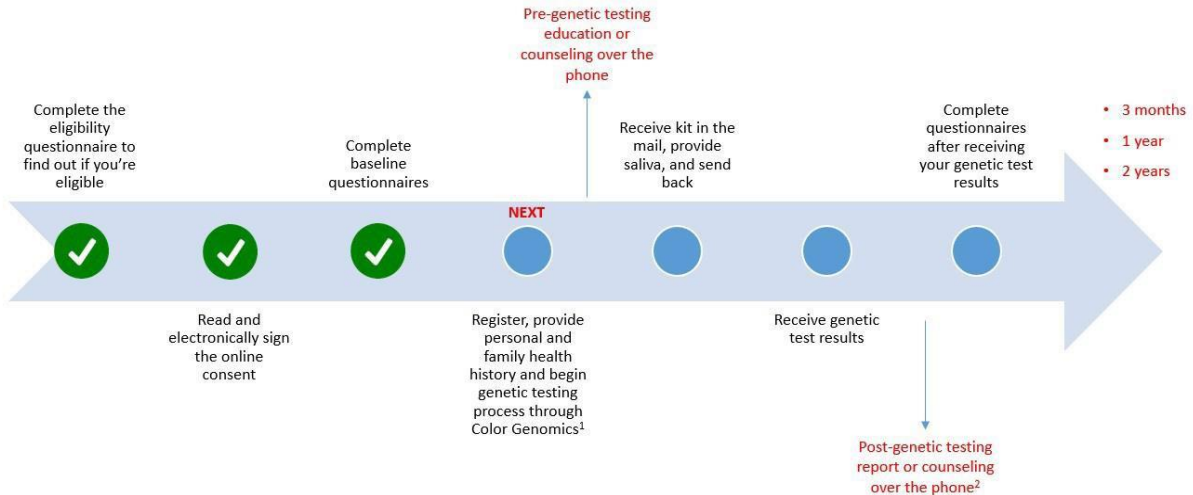 Pre-genetic testing
education or
counseling over the
phone
Complete the
eligibility
questionnaire to
find out if you're
eligible
Complete
baseline
questionnaires
Receive kit in the
mail, provide
saliva, and send
back
Complete
questionnaires
after receiving
your genetic test
results
• 3 months
• 1 year
• 2 years
NEXT
Read and
electronically sign
the online
consent
Register, provide
personal and
family health
history and begin
genetic testing
process through
Color Genomics¹
Receive genetic
test results
Post-genetic testing
report or counseling
over the phone²